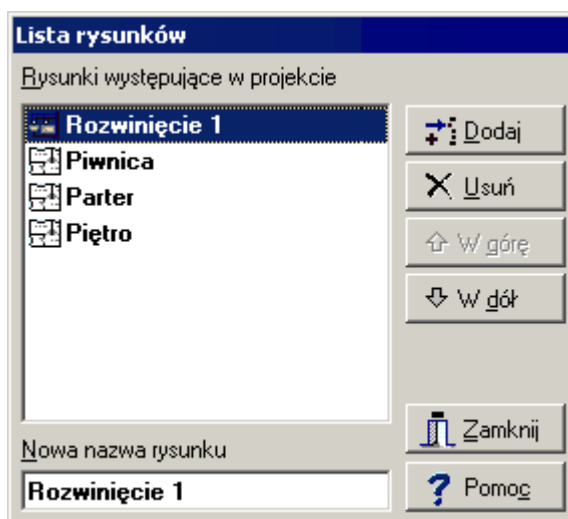 Lista rysunków
Rysunki występujące w projekcie
Rozwinięcie 1
Piwnica
Parter
Piętro
Dodaj
Usuń
W górę
W dół
Zamknij
Nowa nazwa rysunku
Rozwinięcie 1
Pomoc